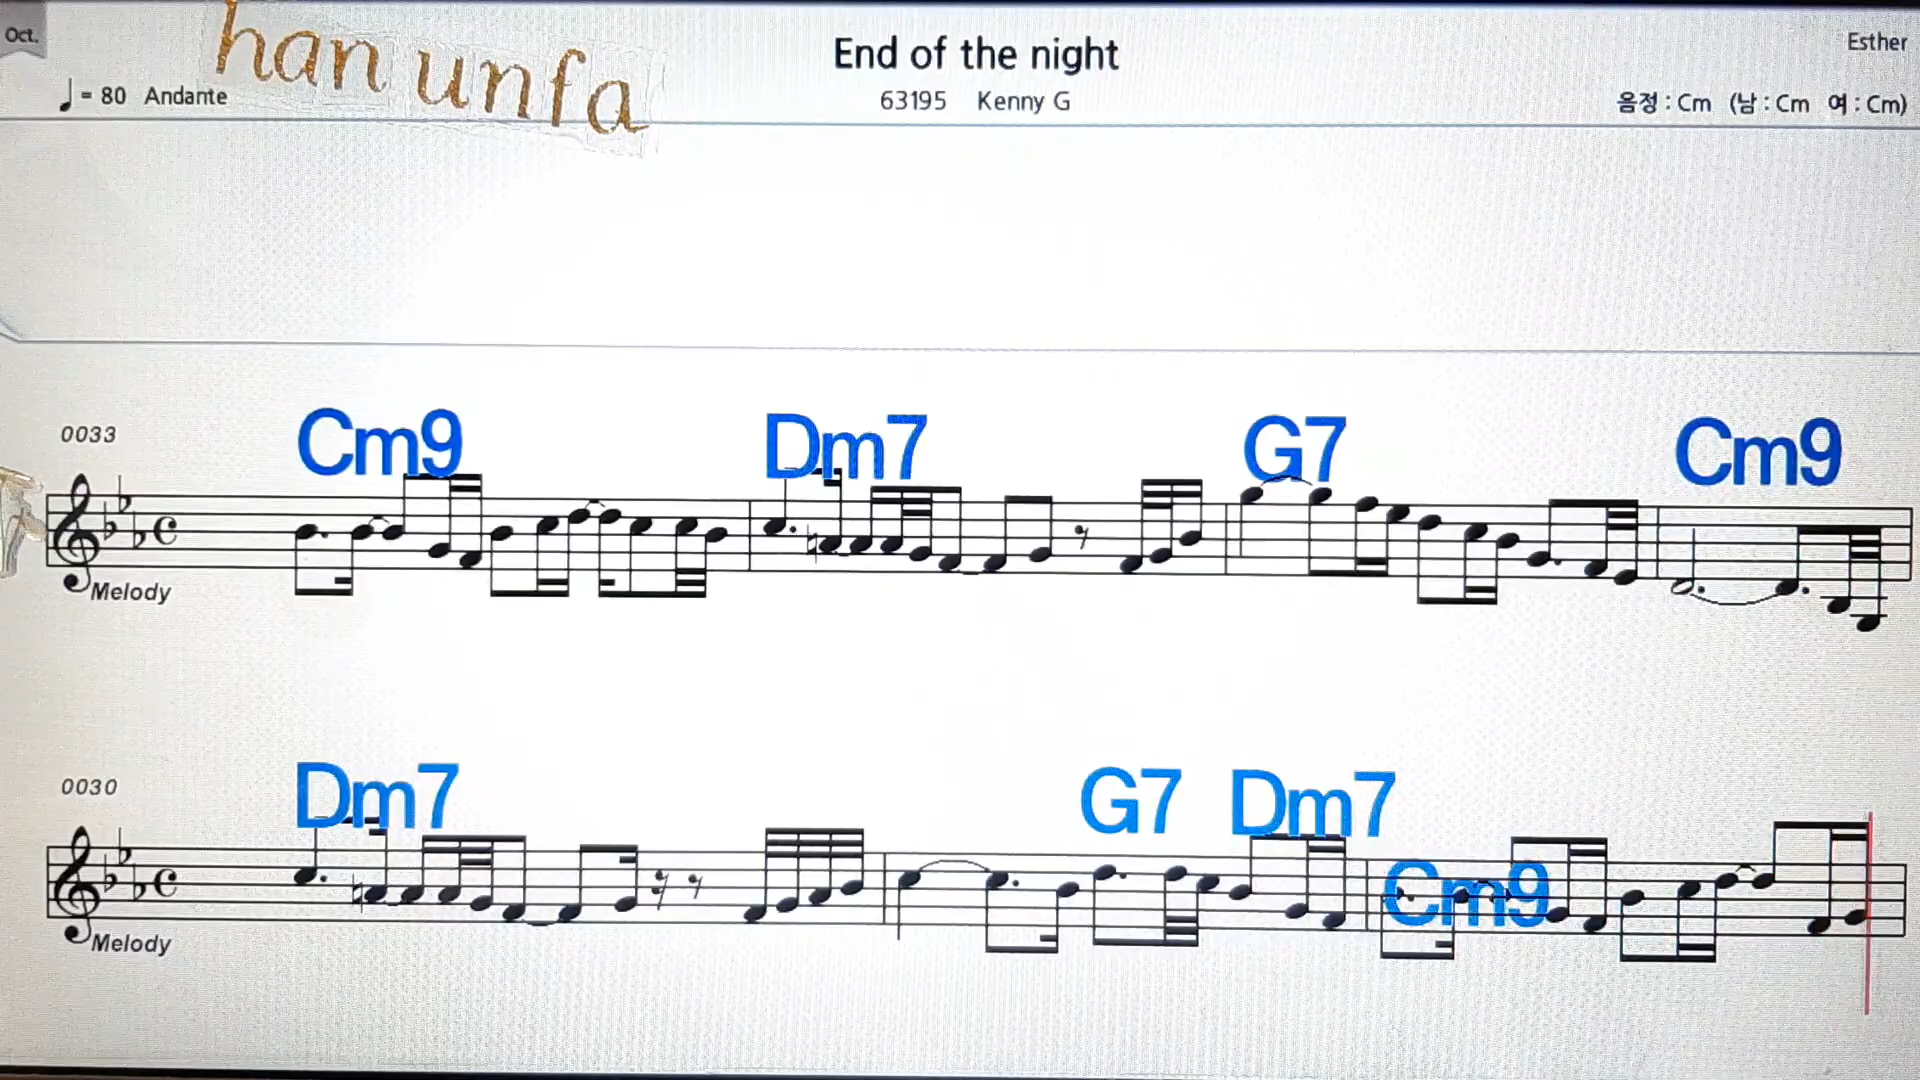 Oct.
han unfa
End of the night
Esther
♩= 80 Andante
63195 Kenny G
음정 : Cm (남 : Cm 여 : Cm)
Cm9 Dm7 G7 Cm9
0033
Melody
Dm7 G7 Dm7
0030
Cm9
Melody